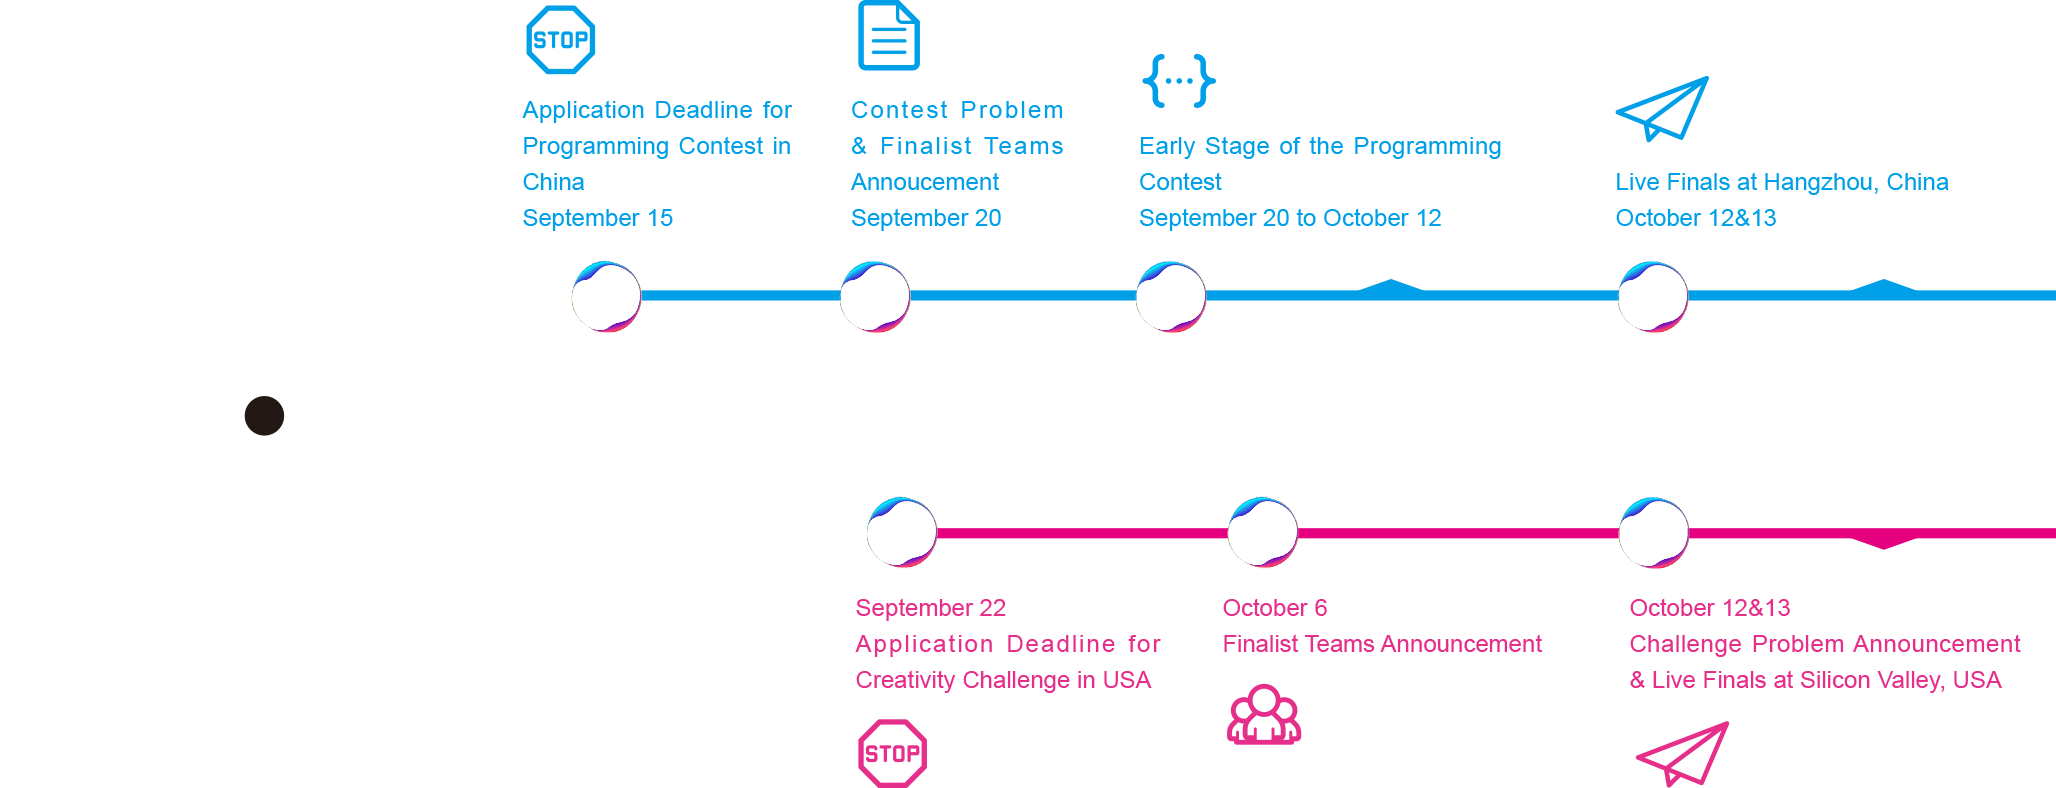 STOP
Application Deadline for
Programming Contest in
China
September 15
Contest Problem
& Finalist Teams
Annoucement
September 20
Early Stage of the Programming
Contest
September 20 to October 12
Live Finals at Hangzhou, China
October 12&13
September 22
Application Deadline for
Creativity Challenge in USA
STOP
October 6
Finalist Teams Announcement
October 12&13
Challenge Problem Announcement
& Live Finals at Silicon Valley, USA